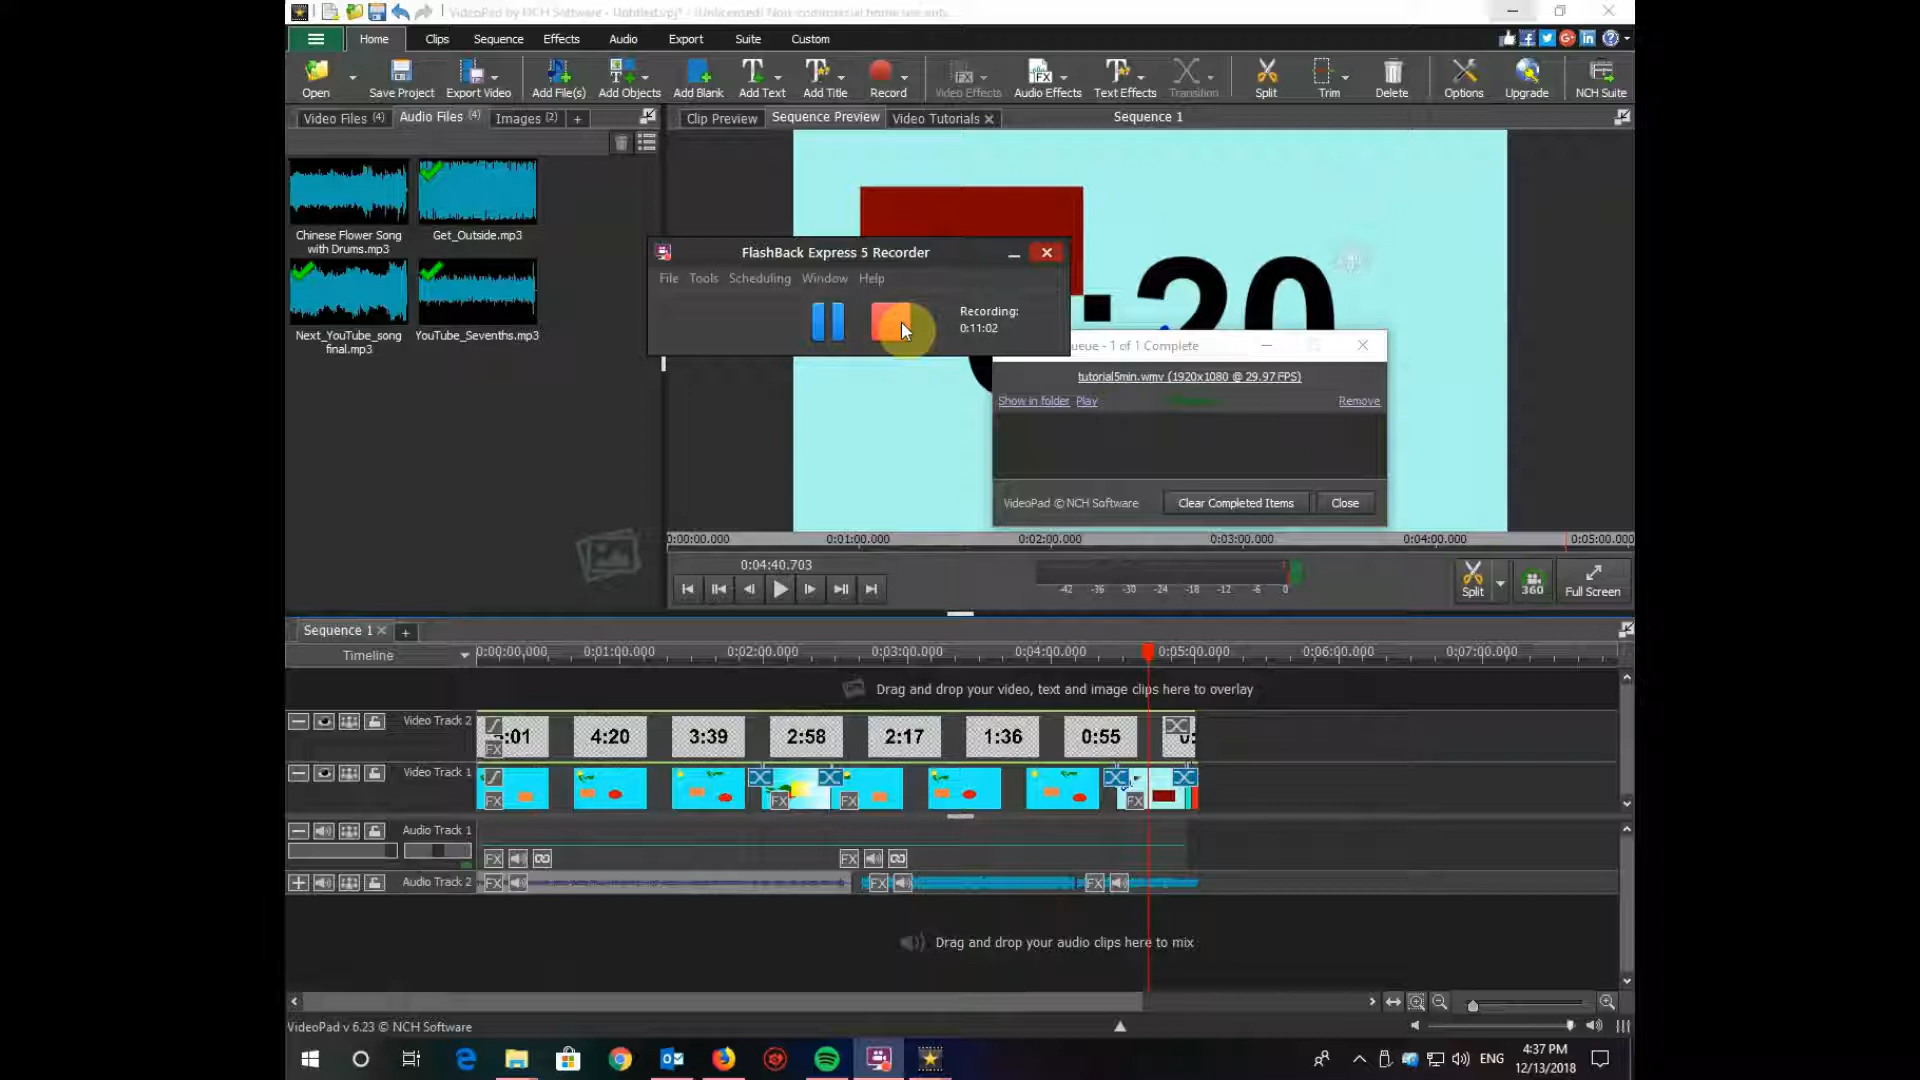 VideoPad by NCH Software - Untitled.vpj* - (Unlicensed) Non-commercial home use only
Home Clips Sequence Effects Audio Export Suite Custom
Open Save Project Export Video Add File(s) Add Objects Add Blank Add Text Add Title Record Video Effects Audio Effects Text Effects Transition Split Trim Delete Options Upgrade NCH Suite
Video Files (4) Audio Files (4) Images (2) + Clip Preview Sequence Preview Video Tutorials Sequence 1
Chinese Flower Song with Drums.mp3
Get_Outside.mp3
Next_YouTube_song final.mp3
YouTube_Sevenths.mp3
:20
FlashBack Express 5 Recorder
File Tools Scheduling Window Help
Recording:
0:11:02
ueue - 1 of 1 Complete
tutorial5min.wmv (1920x1080 @ 29.97 FPS)
Show in folder Play Remove
VideoPad © NCH Software Clear Completed Items Close
0:00:00.000 0:01:00.000 0:02:00.000 0:03:00.000 0:04:00.000 0:05:00.000
0:04:40.703
-42 -36 -30 -24 -18 -12 -6 0
Split 360 Full Screen
Sequence 1 +
Timeline 0:00:00.000 0:01:00.000 0:02:00.000 0:03:00.000 0:04:00.000 0:05:00.000 0:06:00.000 0:07:00.000
Drag and drop your video, text and image clips here to overlay
Video Track 2 :01 4:20 3:39 2:58 2:17 1:36 0:55 0:
FX
Video Track 1
FX FX FX FX
Audio Track 1
FX FX
Audio Track 2 FX FX FX
Drag and drop your audio clips here to mix
VideoPad v 6.23 © NCH Software
ENG 4:37 PM
12/13/2018